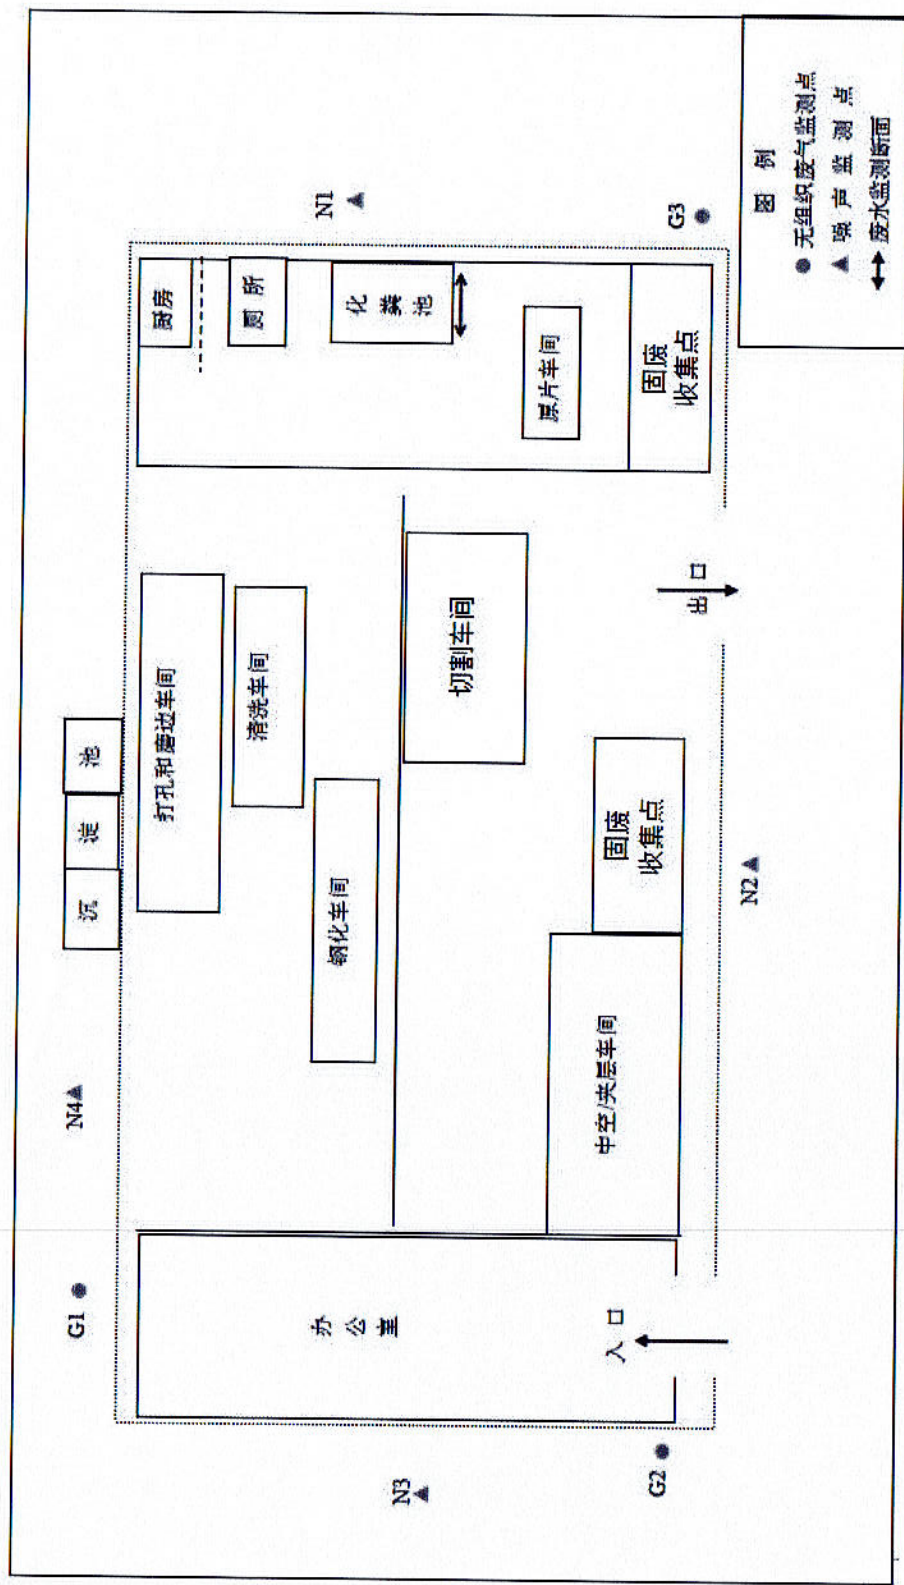 G1
N4
沉 淀 池
打孔和磨边车间
厨房
清洗车间
厕 所
钢化车间
办
公
室
化
粪
池
N1
N3
切割车间
原片车间
中空/夹层车间
固废
收集点
固废
收集点
入 口
出 口
G2
G3
N2
图 例
无组织废气监测点
噪 声 监 测 点
废水监测断面